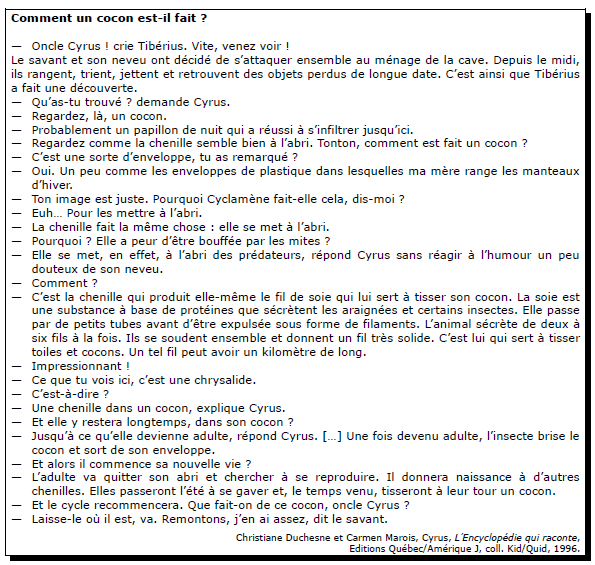 Comment un cocon est-il fait ?
— Oncle Cyrus ! crie Tibérius. Vite, venez voir !
Le savant et son neveu ont décidé de s’attaquer ensemble au ménage de la cave. Depuis le midi,
ils rangent, trient, jettent et retrouvent des objets perdus de longue date. C’est ainsi que Tibérius
a fait une découverte.
— Qu’as-tu trouvé ? demande Cyrus.
— Regardez, là, un cocon.
— Probablement un papillon de nuit qui a réussi à s’infiltrer jusqu’ici.
— Regardez comme la chenille semble bien à l’abri. Tonton, comment est fait un cocon ?
— C’est une sorte d’enveloppe, tu as remarqué ?
— Oui. Un peu comme les enveloppes de plastique dans lesquelles ma mère range les manteaux
d’hiver.
— Ton image est juste. Pourquoi Cyclamène fait-elle cela, dis-moi ?
— Euh… Pour les mettre à l’abri.
— La chenille fait la même chose : elle se met à l’abri.
— Pourquoi ? Elle a peur d’être bouffée par les mites ?
— Elle se met, en effet, à l’abri des prédateurs, répond Cyrus sans réagir à l’humour un peu
douteux de son neveu.
— Comment ?
— C’est la chenille qui produit elle-même le fil de soie qui lui sert à tisser son cocon. La soie est
une substance à base de protéines que sécrètent les araignées et certains insectes. Elle passe
par de petits tubes avant d’être expulsée sous forme de filaments. L’animal sécrète de deux à
six fils à la fois. Ils se soudent ensemble et donnent un fil très solide. C’est lui qui sert à tisser
toiles et cocons. Un tel fil peut avoir un kilomètre de long.
— Impressionnant !
— Ce que tu vois ici, c’est une chrysalide.
— C’est-à-dire ?
— Une chenille dans un cocon, explique Cyrus.
— Et elle y restera longtemps, dans son cocon ?
— Jusqu’à ce qu’elle devienne adulte, répond Cyrus. […] Une fois devenu adulte, l’insecte brise le
cocon et sort de son enveloppe.
— Et alors il commence sa nouvelle vie ?
— L’adulte va quitter son abri et chercher à se reproduire. Il donnera naissance à d’autres
chenilles. Elles passeront l’été à se gaver et, le temps venu, tisseront à leur tour un cocon.
— Et le cycle recommencera. Que fait-on de ce cocon, oncle Cyrus ?
— Laisse-le où il est, va. Remontons, j’en ai assez, dit le savant.
Christiane Duchesne et Carmen Marois, Cyrus, L’Encyclopédie qui raconte,
Editions Québec/Amérique J, coll. Kid/Quid, 1996.